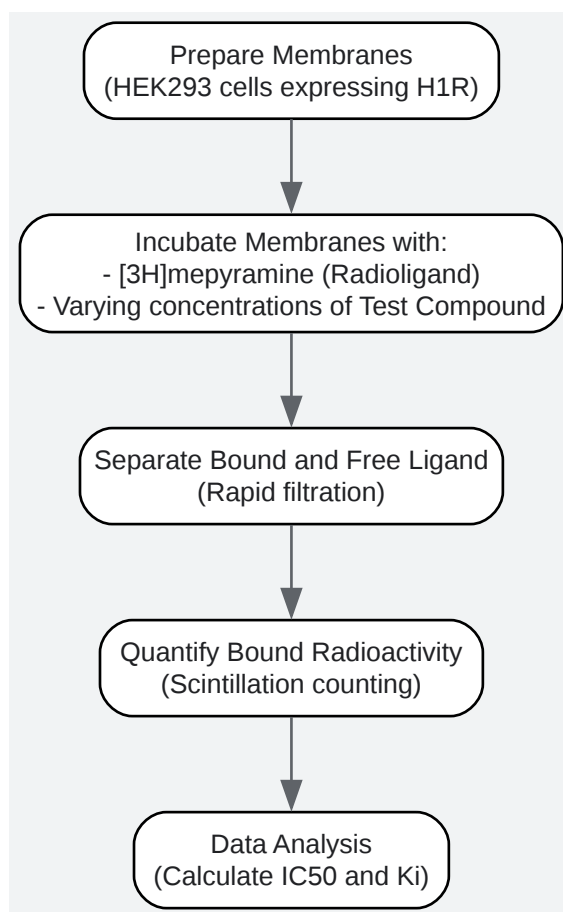 Prepare Membranes
(HEK293 cells expressing H1R)
Incubate Membranes with:
- [3H]mepyramine (Radioligand)
- Varying concentrations of Test Compound
Separate Bound and Free Ligand
(Rapid filtration)
Quantify Bound Radioactivity
(Scintillation counting)
Data Analysis
(Calculate IC50 and Ki)